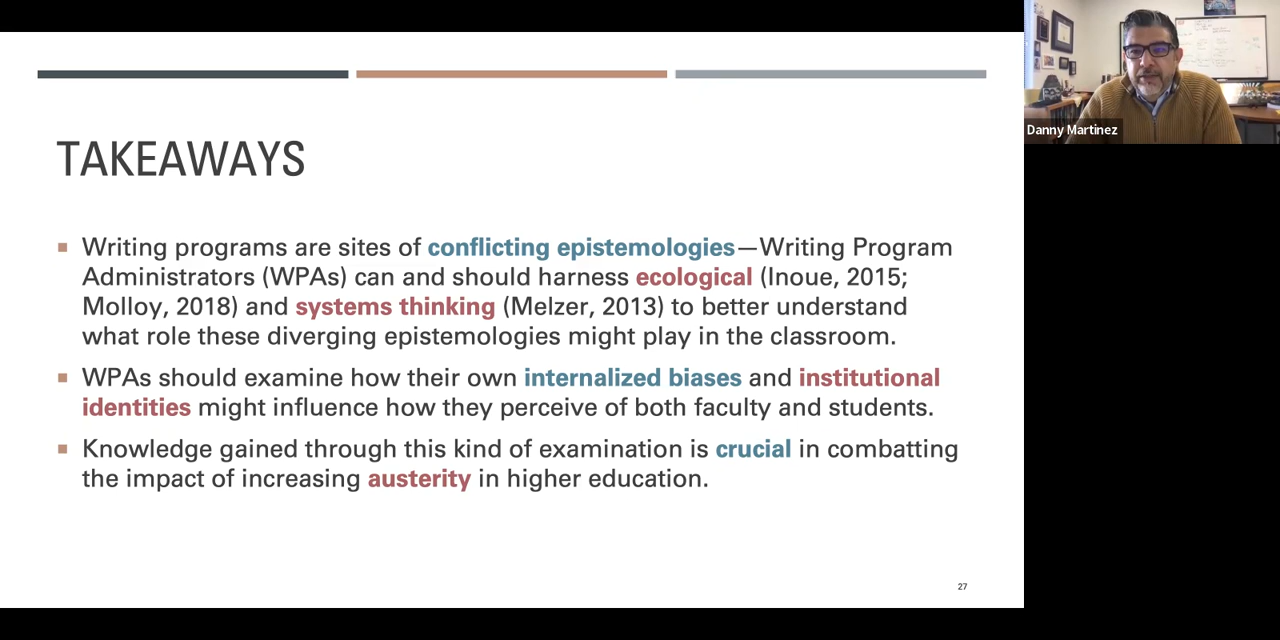 TAKEAWAYS
▪ Writing programs are sites of conflicting epistemologies—Writing Program
Administrators (WPAs) can and should harness ecological (Inoue, 2015;
Molloy, 2018) and systems thinking (Melzer, 2013) to better understand
what role these diverging epistemologies might play in the classroom.
▪ WPAs should examine how their own internalized biases and institutional
identities might influence how they perceive of both faculty and students.
▪ Knowledge gained through this kind of examination is crucial in combatting
the impact of increasing austerity in higher education.
27
Danny Martinez